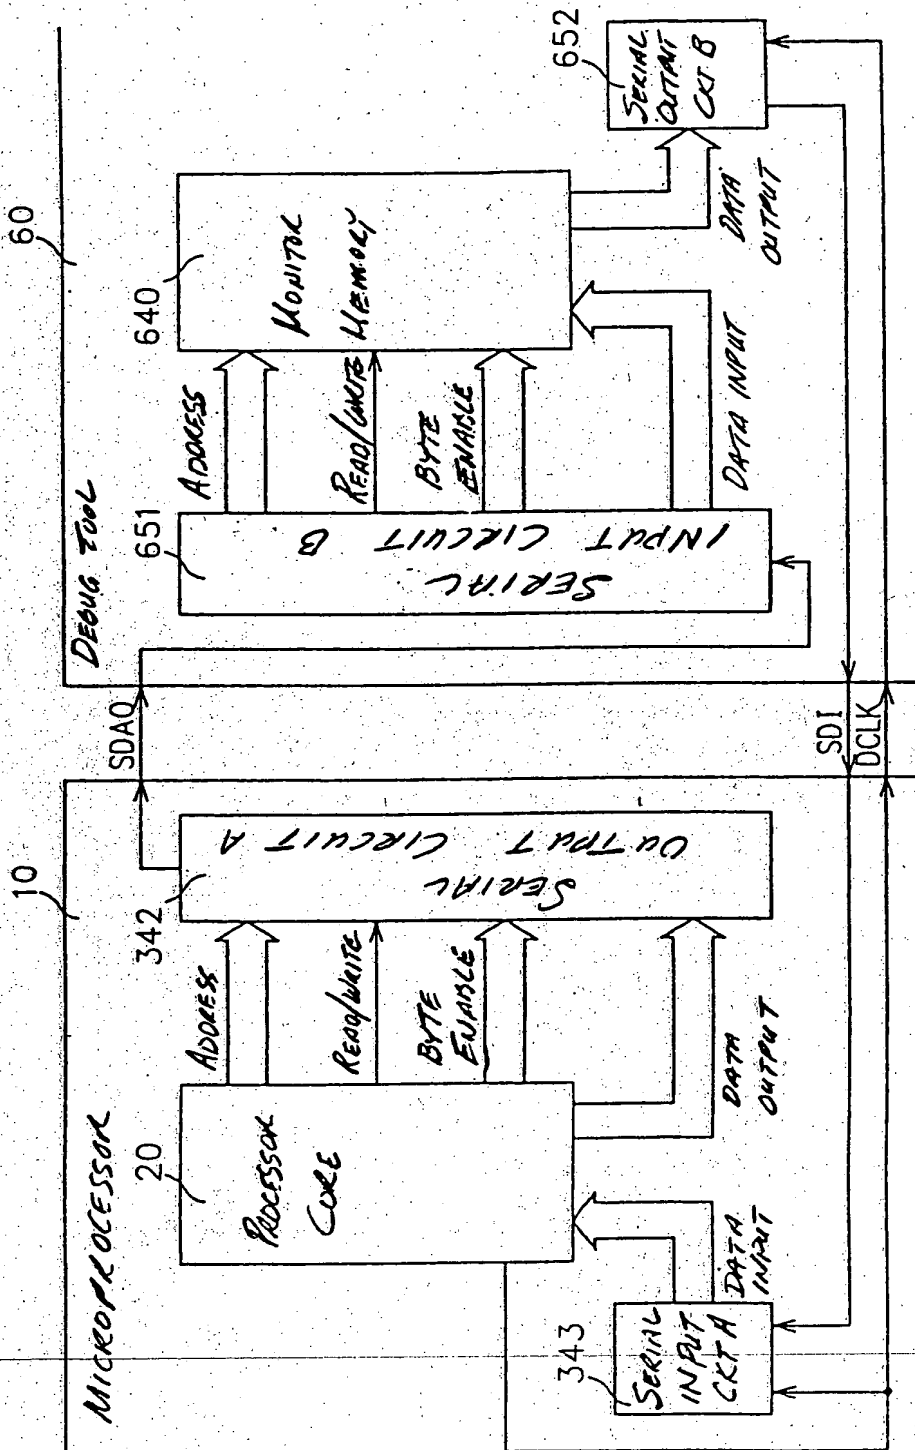 MICROPROCESSOR
10
20
PROCESSOR
CORE
ADDRESS
READ/WRITE
BYTE
ENABLE
DATA
OUTPUT
343
SERIAL
INPUT
CKT A
DATA
INPUT
342
SERIAL
OUTPUT CIRCUIT A
SDAO
SDI
DCLK
DEBUG TOOL
60
651
SERIAL
INPUT CIRCUIT B
ADDRESS
READ/WRITE
BYTE
ENABLE
DATA INPUT
640
MONITOR
MEMORY
DATA
OUTPUT
652
SERIAL
OUTPUT
CKT B